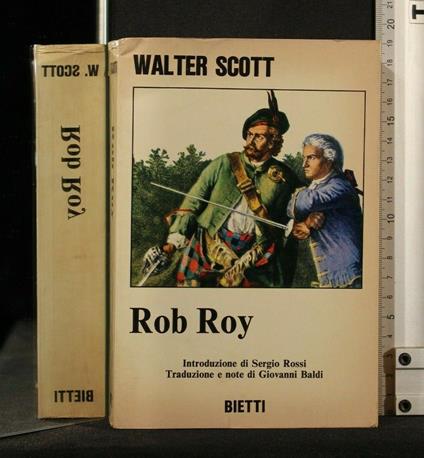 W. SCOTT
Rob Roy
BIETTI
WALTER SCOTT
Rob Roy
Introduzione di Sergio Rossi
Traduzione e note di Giovanni Baldi
BIETTI